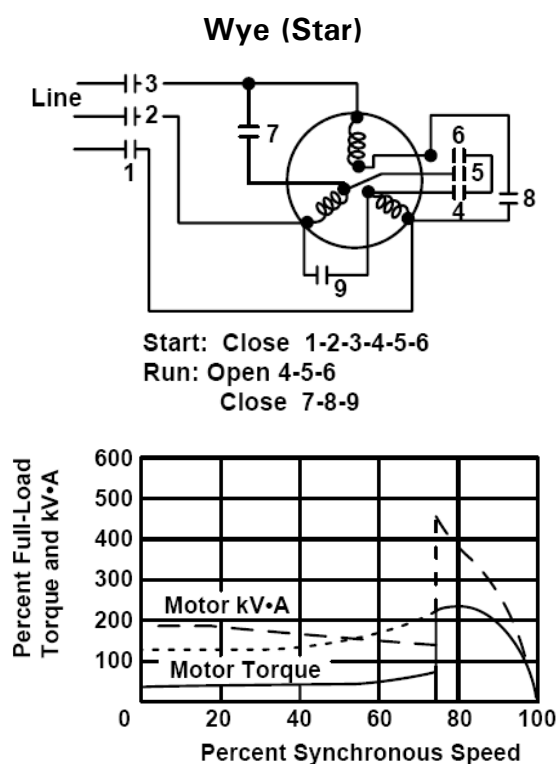 Wye (Star)
3
Line
2
7
6
5
1
4
8
9
Start: Close 1-2-3-4-5-6
Run: Open 4-5-6
Close 7-8-9
Percent Full-Load
Torque and kV•A
600
500
400
300
200
100
Motor kV•A
Motor Torque
0
20
40
60
80
100
Percent Synchronous Speed